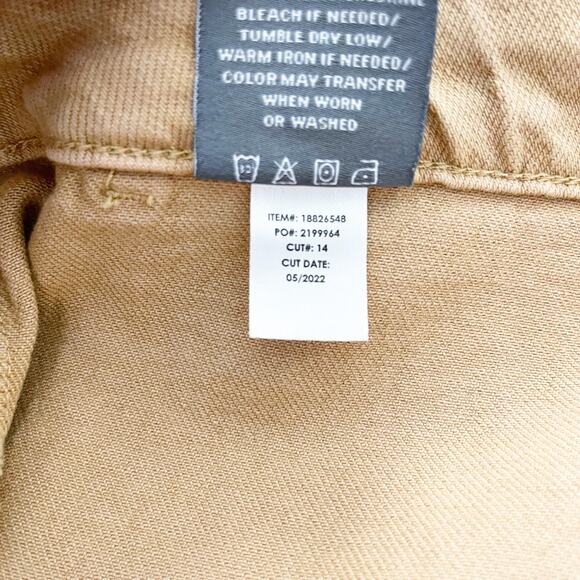 BLEACH IF NEEDED/
TUMBLE DRY LOW/
WARM IRON IF NEEDED/
COLOR MAY TRANSFER
WHEN WORN
OR WASHED
ITEM#: 18826548
PO#: 2199964
CUT#: 14
CUT DATE:
05/2022